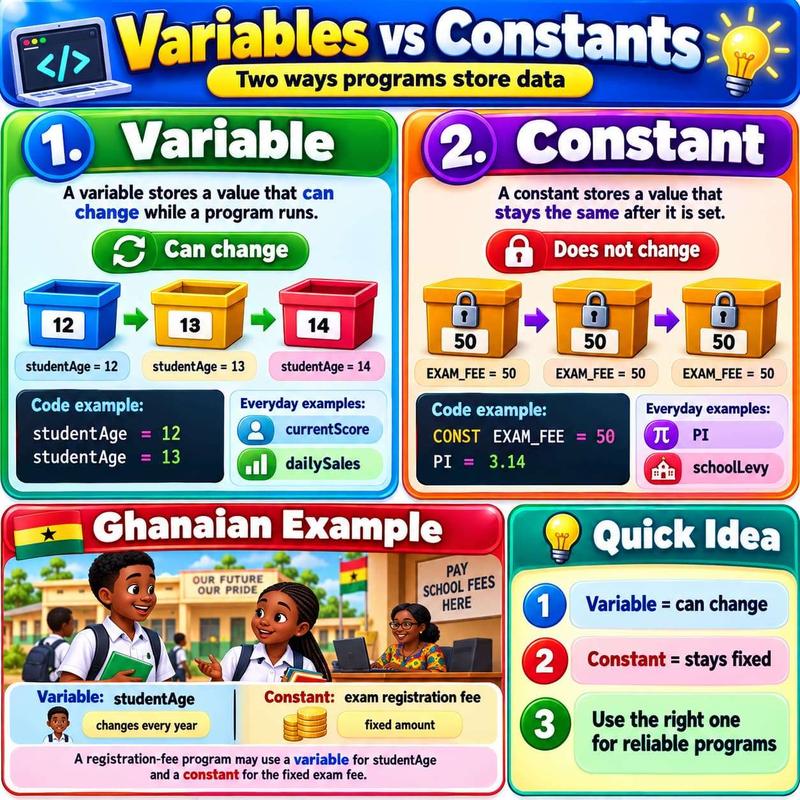 </>
Variables vs Constants
Two ways programs store data
1. Variable
A variable stores a value that can
change while a program runs.
Can change
12
13
14
studentAge = 12
studentAge = 13
studentAge = 14
Code example:
studentAge = 12
studentAge = 13
Everyday examples:
currentScore
dailySales
2. Constant
A constant stores a value that
stays the same after it is set.
Does not change
50
50
50
EXAM_FEE = 50
EXAM_FEE = 50
EXAM_FEE = 50
Code example:
CONST EXAM_FEE = 50
PI = 3.14
Everyday examples:
π PI
schoolLevy
Ghanaian Example
OUR FUTURE
OUR PRIDE
PAY
SCHOOL FEES
HERE
Variable: studentAge
changes every year
Constant: exam registration fee
fixed amount
A registration-fee program may use a variable for studentAge
and a constant for the fixed exam fee.
Quick Idea
1 Variable = can change
2 Constant = stays fixed
3 Use the right one
for reliable programs